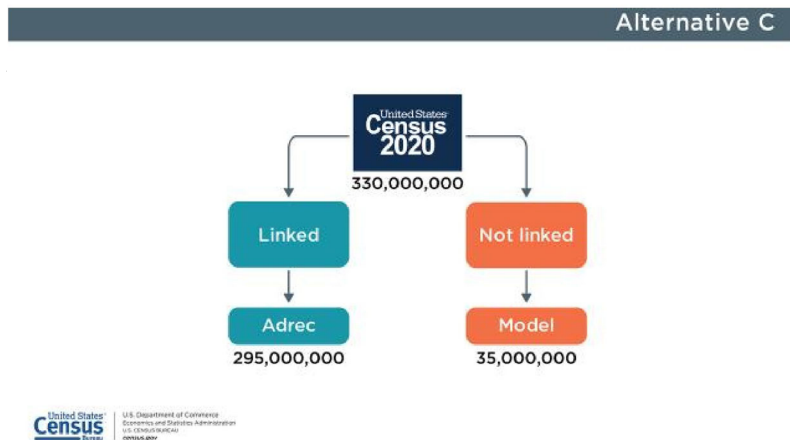 Alternative C
United States
Census
2020
330,000,000
Linked
Not linked
Adrec
Model
295,000,000
35,000,000
United States
Census
Bureau
U.S. Department of Commerce
Economics and Statistics Administration
U.S. CENSUS BUREAU
census.gov